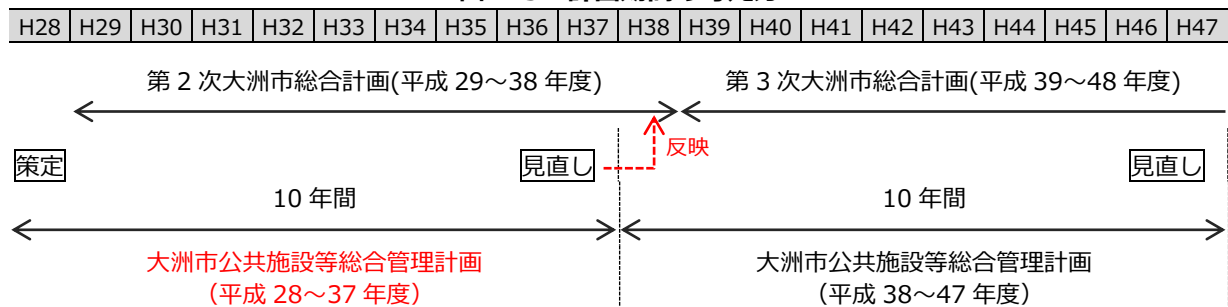 H28 H29 H30 H31 H32 H33 H34 H35 H36 H37 H38 H39 H40 H41 H42 H43 H44 H45 H46 H47
第2次大洲市総合計画(平成 29～38 年度)
第3次大洲市総合計画(平成 39～48 年度)
反映
策定
見直し
見直し
10 年間
10 年間
大洲市公共施設等総合管理計画
（平成 28～37 年度）
大洲市公共施設等総合管理計画
（平成 38～47 年度）